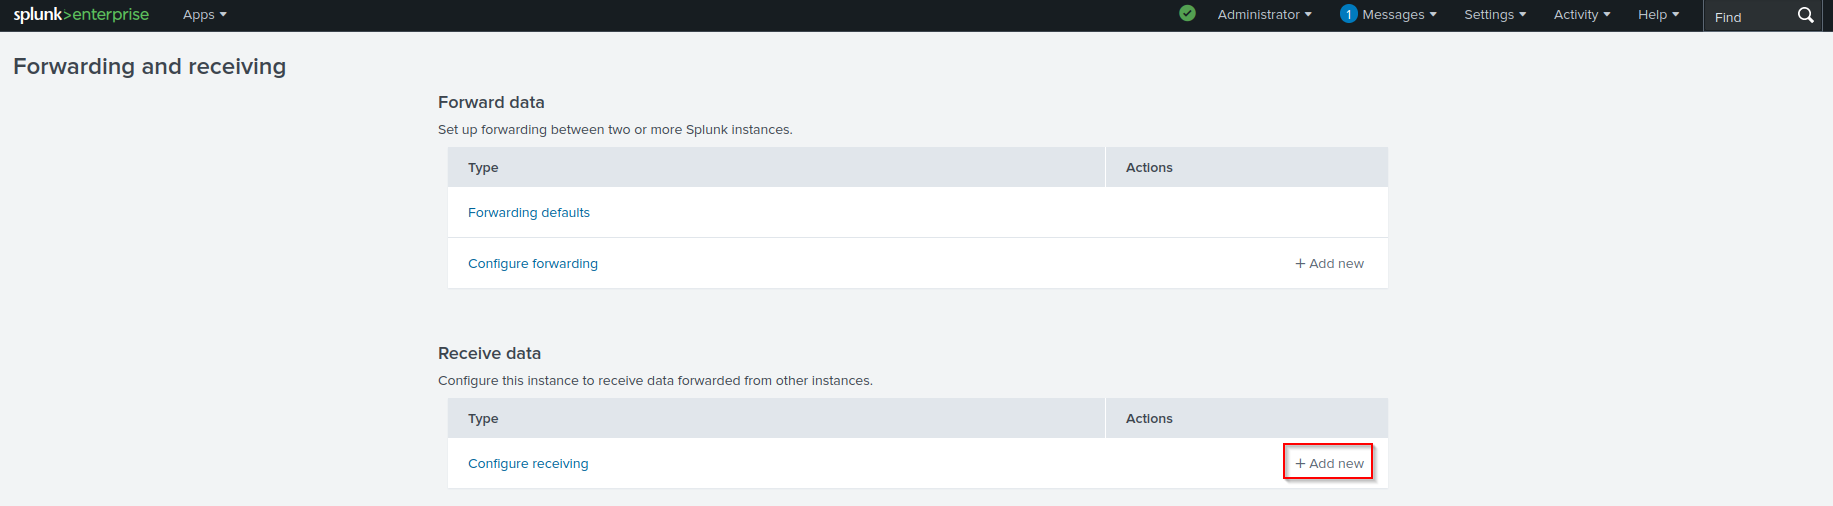 splunk>enterprise Apps Administrator 1 Messages Settings Activity Help Find
Forwarding and receiving
Forward data
Set up forwarding between two or more Splunk instances.
Type Actions
Forwarding defaults
Configure forwarding + Add new
Receive data
Configure this instance to receive data forwarded from other instances.
Type Actions
Configure receiving + Add new